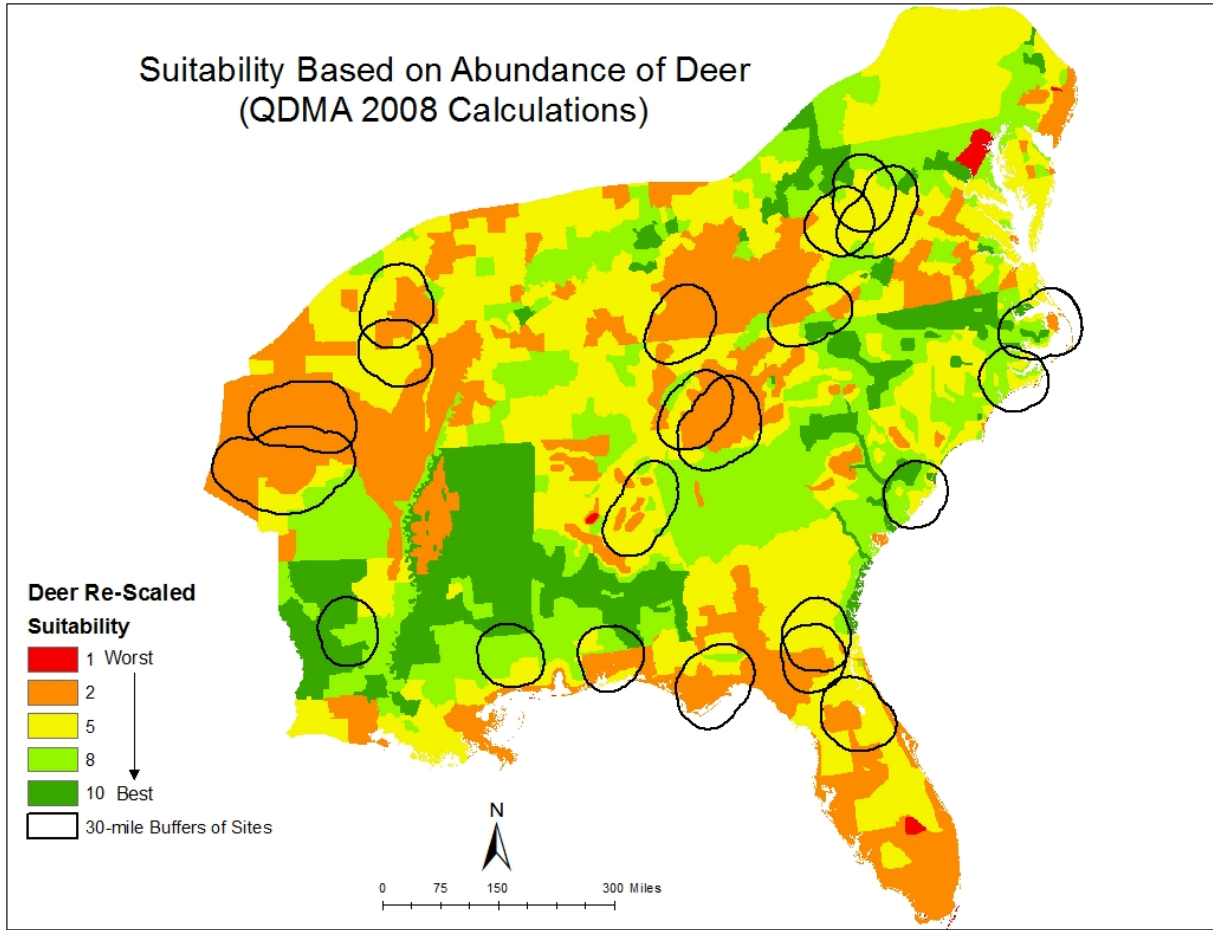 Suitability Based on Abundance of Deer
(QDMA 2008 Calculations)
Deer Re-Scaled
Suitability
1 Worst
2
5
8
10 Best
30-mile Buffers of Sites
N
0 75 150 300 Miles